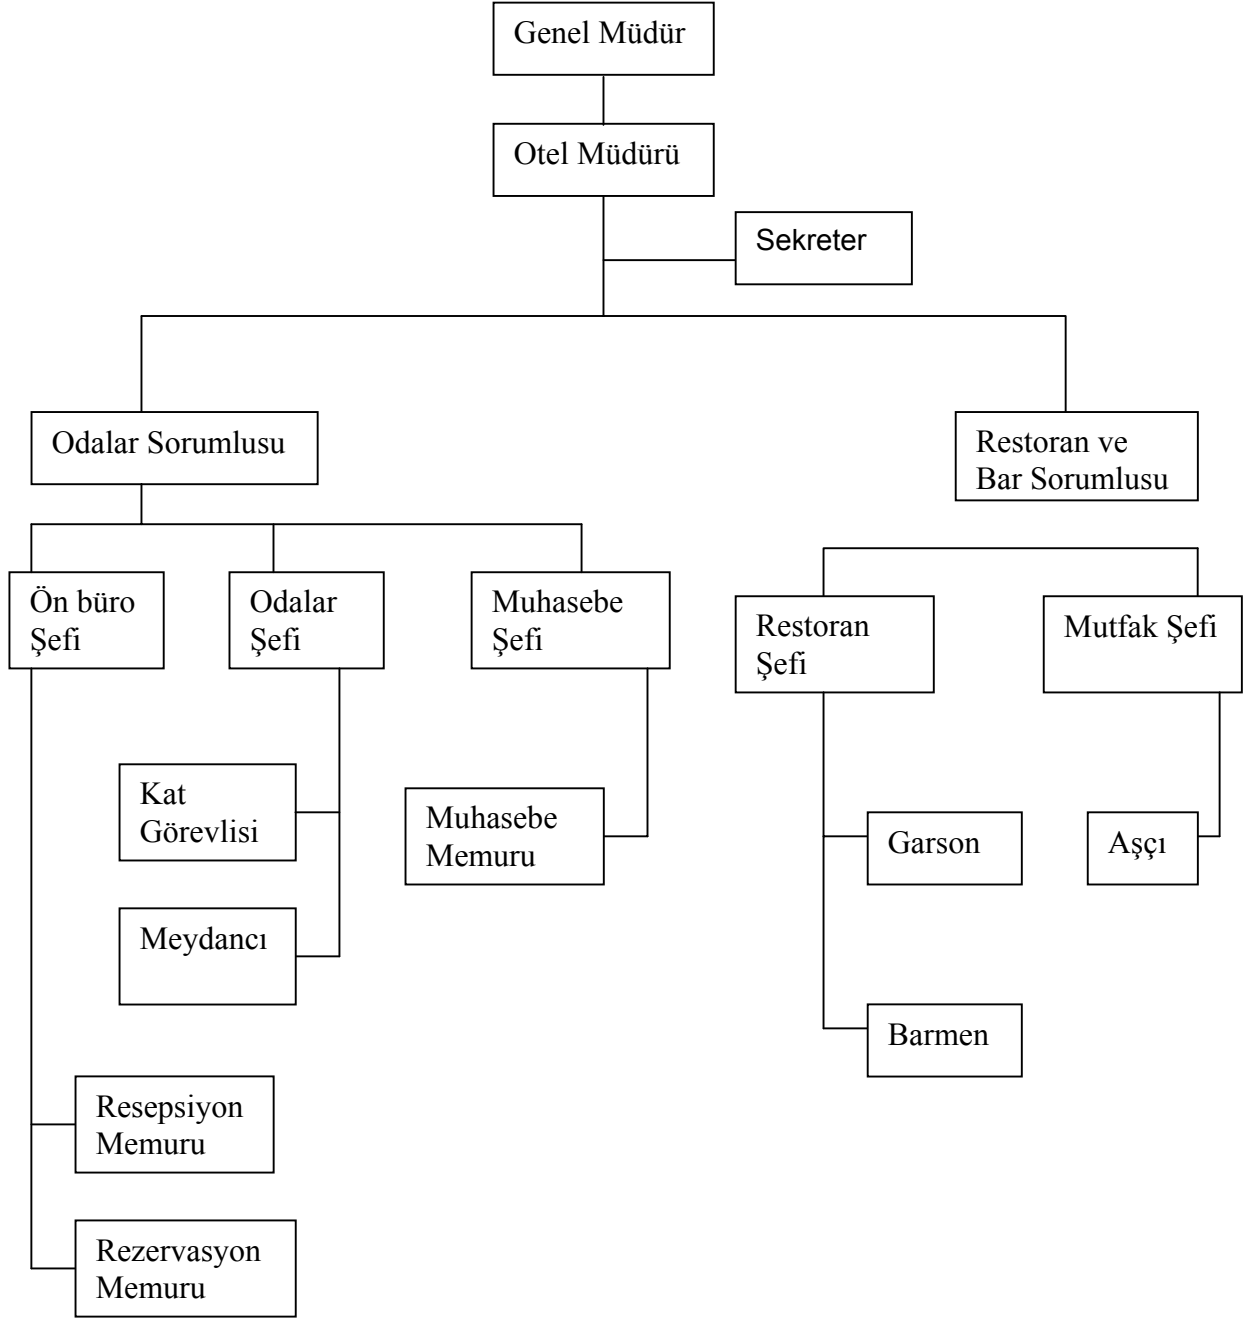 Genel Müdür
Otel Müdürü
Sekreter
Odalar Sorumlusu
Restoran ve
Bar Sorumlusu
Ön büro
Şefi
Odalar
Şefi
Muhasebe
Şefi
Restoran
Şefi
Mutfak Şefi
Kat
Görevlisi
Muhasebe
Memuru
Garson
Aşçı
Meydancı
Barmen
Resepsiyon
Memuru
Rezervasyon
Memuru